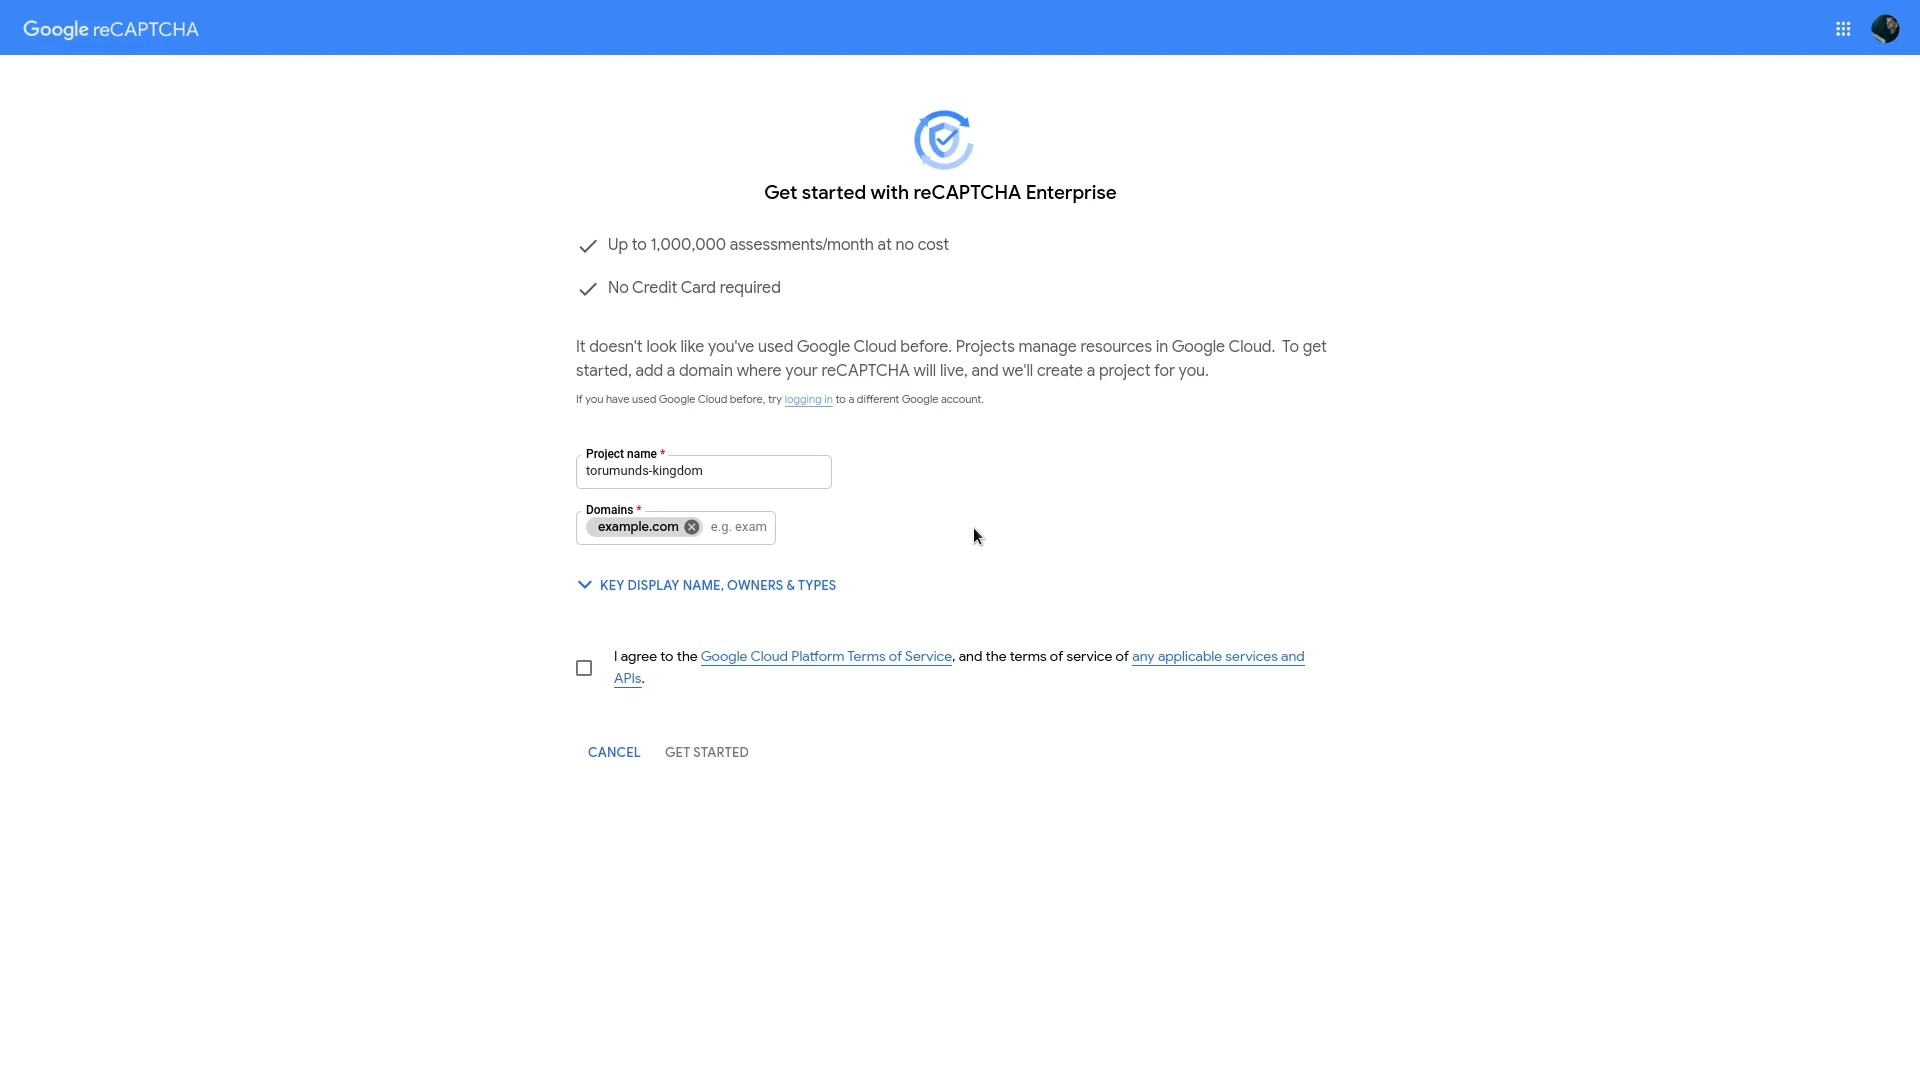 Google reCAPTCHA
Get started with reCAPTCHA Enterprise
Up to 1,000,000 assessments/month at no cost
No Credit Card required
It doesn't look like you've used Google Cloud before. Projects manage resources in Google Cloud.  To get
started, add a domain where your reCAPTCHA will live, and we'll create a project for you.
If you have used Google Cloud before, try logging in to a different Google account.
Project name *
torumunds-kingdom
Domains *
example.com e.g. exam
KEY DISPLAY NAME, OWNERS & TYPES
I agree to the Google Cloud Platform Terms of Service, and the terms of service of any applicable services and
APIs.
CANCEL GET STARTED